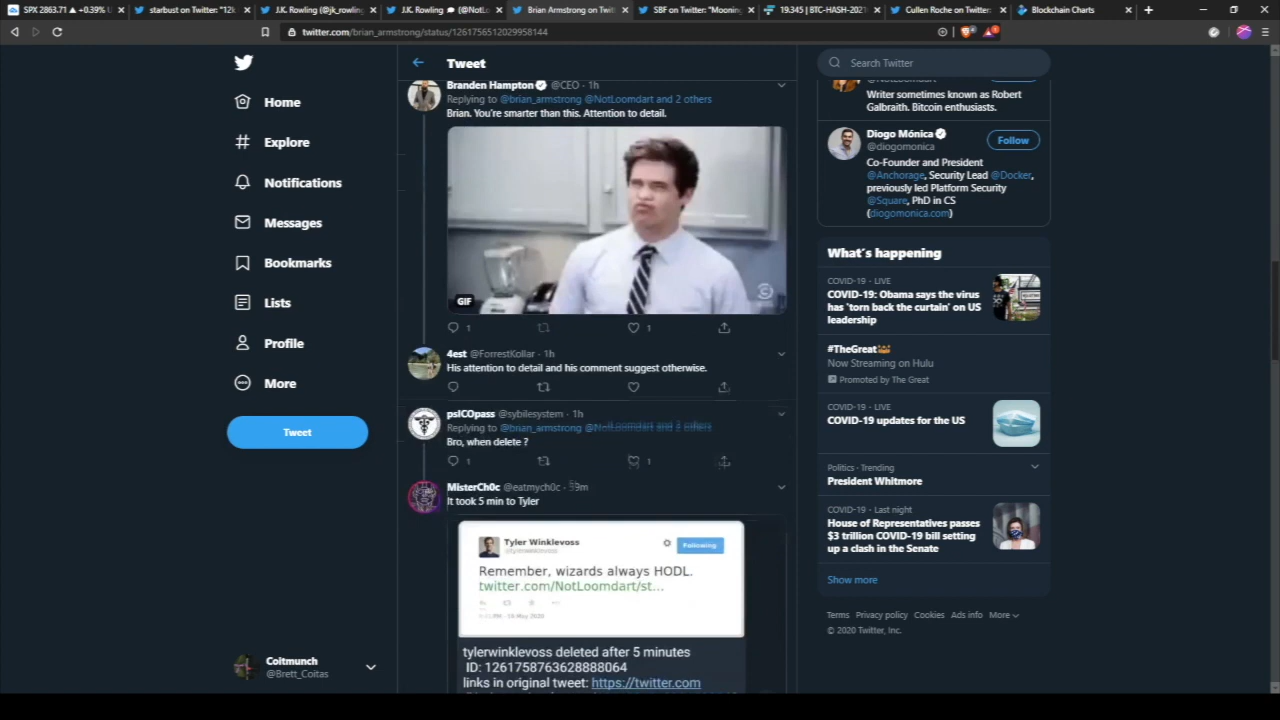 SPX 2863.71 ▲ +0.39% U
starbust on Twitter: "12k
J.K. Rowling (@jk_rowling
J.K. Rowling 💬 (@NotLo
Brian Armstrong on Twitt
SBF on Twitter: "Mooning
19.345 | BTC-HASH-2021
Cullen Roche on Twitter:
Blockchain Charts
twitter.com/brian_armstrong/status/1261756512029958144
Home
Explore
Notifications
Messages
Bookmarks
Lists
Profile
More
Tweet
Coitmunch
@Brett_Coitas
Tweet
Branden Hampton @CEO · 1h
Replying to @brian_armstrong @NotLoomdart and 2 others
Brian. You're smarter than this. Attention to detail.
GIF
1
1
4est @ForrestKollar · 1h
His attention to detail and his comment suggest otherwise.
psICOpass @sybilesystem · 1h
Replying to @brian_armstrong @NotLoomdart and 2 others
Bro, when delete ?
1
1
MisterCh0c @eatmych0c · 59m
It took 5 min to Tyler
Tyler Winklevoss
@tylerwinklevoss
Following
Remember, wizards always HODL.
twitter.com/NotLoomdart/st...
tylerwinklevoss deleted after 5 minutes
ID: 1261758763628888064
links in original tweet: https://twitter.com
Search Twitter
Writer sometimes known as Robert
Galbraith. Bitcoin enthusiasts.
Diogo Mónica
@diogomonica
Follow
Co-Founder and President
@Anchorage, Security Lead @Docker,
previously led Platform Security
@Square, PhD in CS
(diogomonica.com)
What's happening
COVID-19 · LIVE
COVID-19: Obama says the virus
has 'torn back the curtain' on US
leadership
#TheGreat
Now Streaming on Hulu
Promoted by The Great
COVID-19 · LIVE
COVID-19 updates for the US
Politics · Trending
President Whitmore
COVID-19 · Last night
House of Representatives passes
$3 trillion COVID-19 bill setting
up a clash in the Senate
Show more
Terms Privacy policy Cookies Ads info More
© 2020 Twitter, Inc.